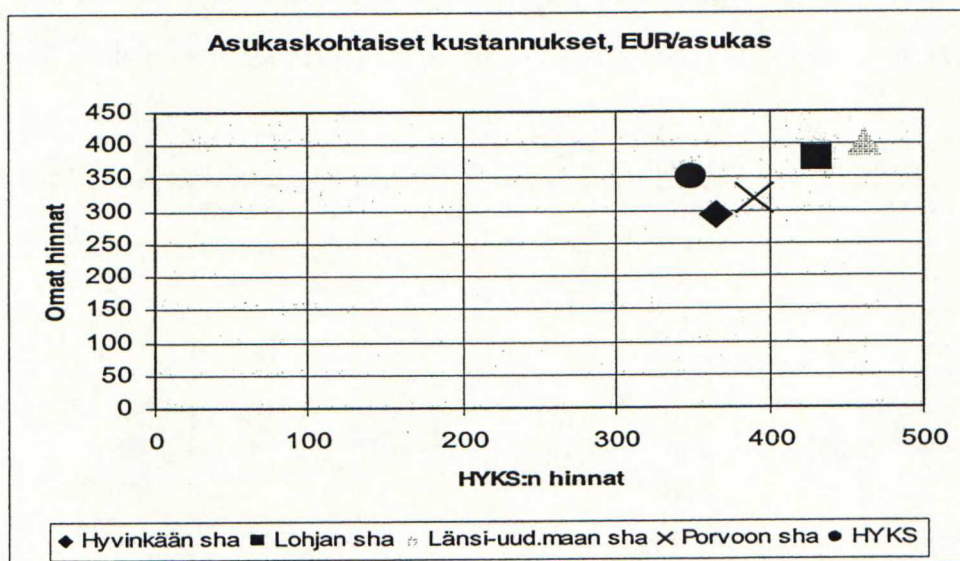 Asukaskohtaiset kustannukset, EUR/asukas
Omat hinnat
450
400
350
300
250
200
150
100
50
0
0 100 200 300 400 500
HYKS:n hinnat
Hyvinkään sha Lohjan sha Länsi-uud.maan sha Porvoon sha HYKS